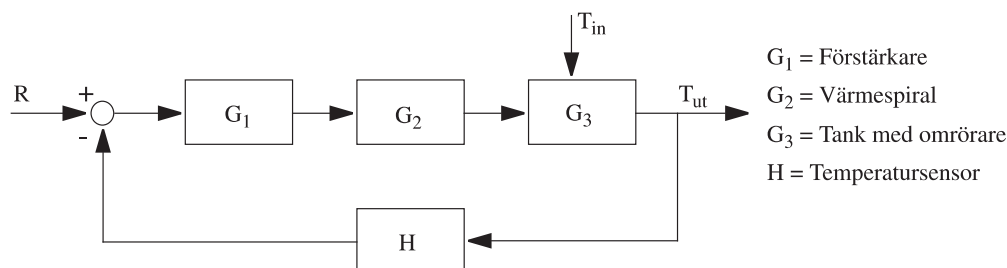 T_in
R
+
-
G_1
G_2
G_3
T_ut
H
G_1 = Förstärkare
G_2 = Värmespiral
G_3 = Tank med omrörare
H = Temperatursensor